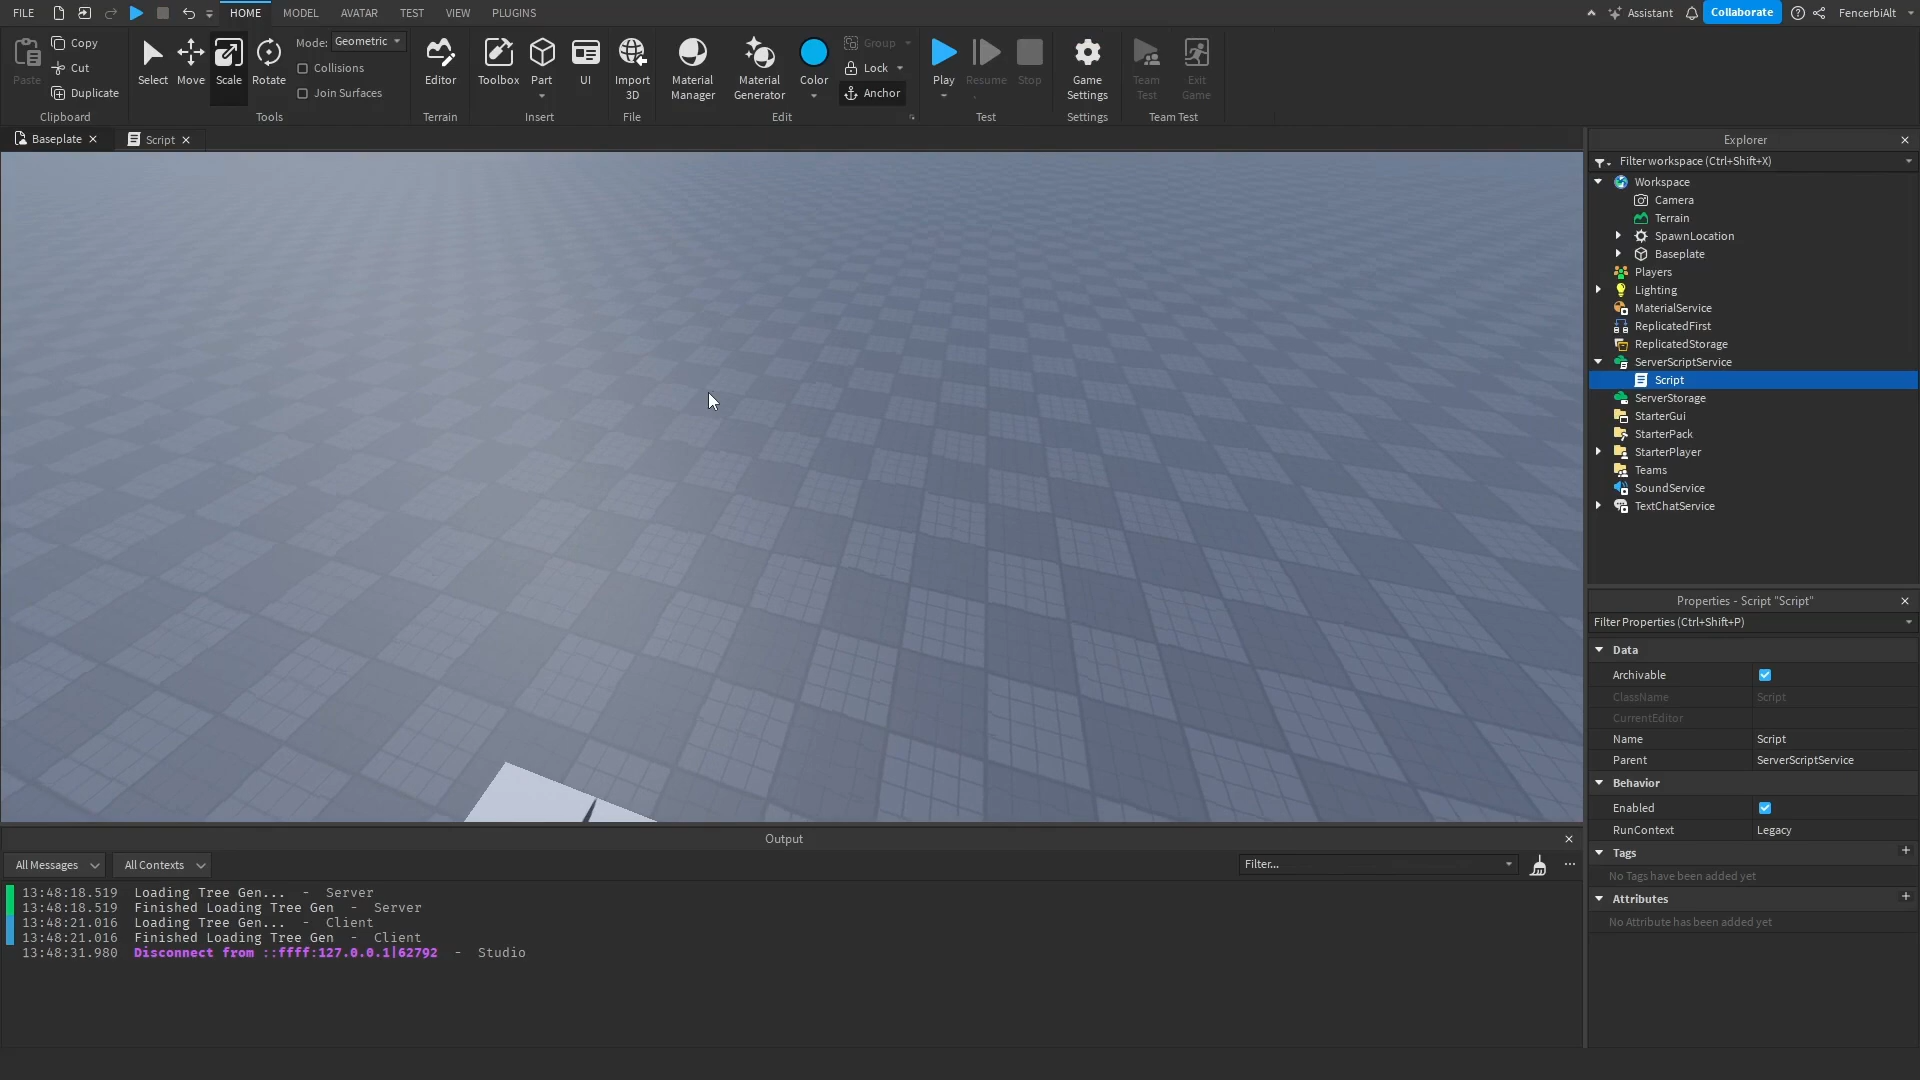 FILE HOME MODEL AVATAR TEST VIEW PLUGINS Assistant Collaborate FencerbiAlt
Paste Copy Cut Duplicate Clipboard
Select Move Scale Rotate Mode: Geometric Collisions Join Surfaces Tools
Editor Terrain
Toolbox Part UI Insert
Import 3D File
Material Manager Material Generator Color Group Lock Anchor Edit
Play Resume Stop Test
Game Settings Settings
Team Test Exit Game Team Test
Baseplate Script
Explorer
Filter workspace (Ctrl+Shift+X)
Workspace
Camera
Terrain
SpawnLocation
Baseplate
Players
Lighting
MaterialService
ReplicatedFirst
ReplicatedStorage
ServerScriptService
Script
ServerStorage
StarterGui
StarterPack
StarterPlayer
Teams
SoundService
TextChatService
Properties - Script "Script"
Filter Properties (Ctrl+Shift+P)
Data
Archivable
ClassName Script
CurrentEditor
Name Script
Parent ServerScriptService
Behavior
Enabled
RunContext Legacy
Tags
No Tags have been added yet
Attributes
No Attribute has been added yet
Output
All Messages All Contexts Filter...
13:48:18.519 Loading Tree Gen... - Server
13:48:18.519 Finished Loading Tree Gen - Server
13:48:21.016 Loading Tree Gen... - Client
13:48:21.016 Finished Loading Tree Gen - Client
13:48:31.980 Disconnect from ::ffff:127.0.0.1|62792 - Studio